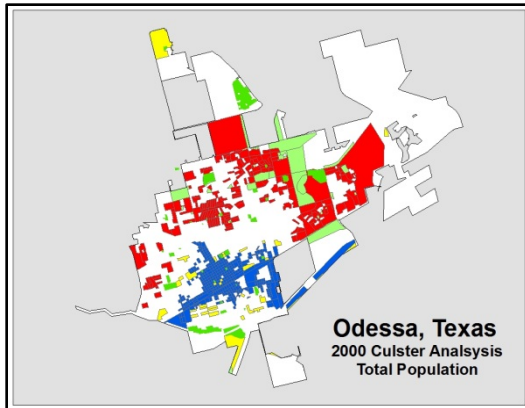 Odessa, Texas
2000 Culster Analsysis
Total Population